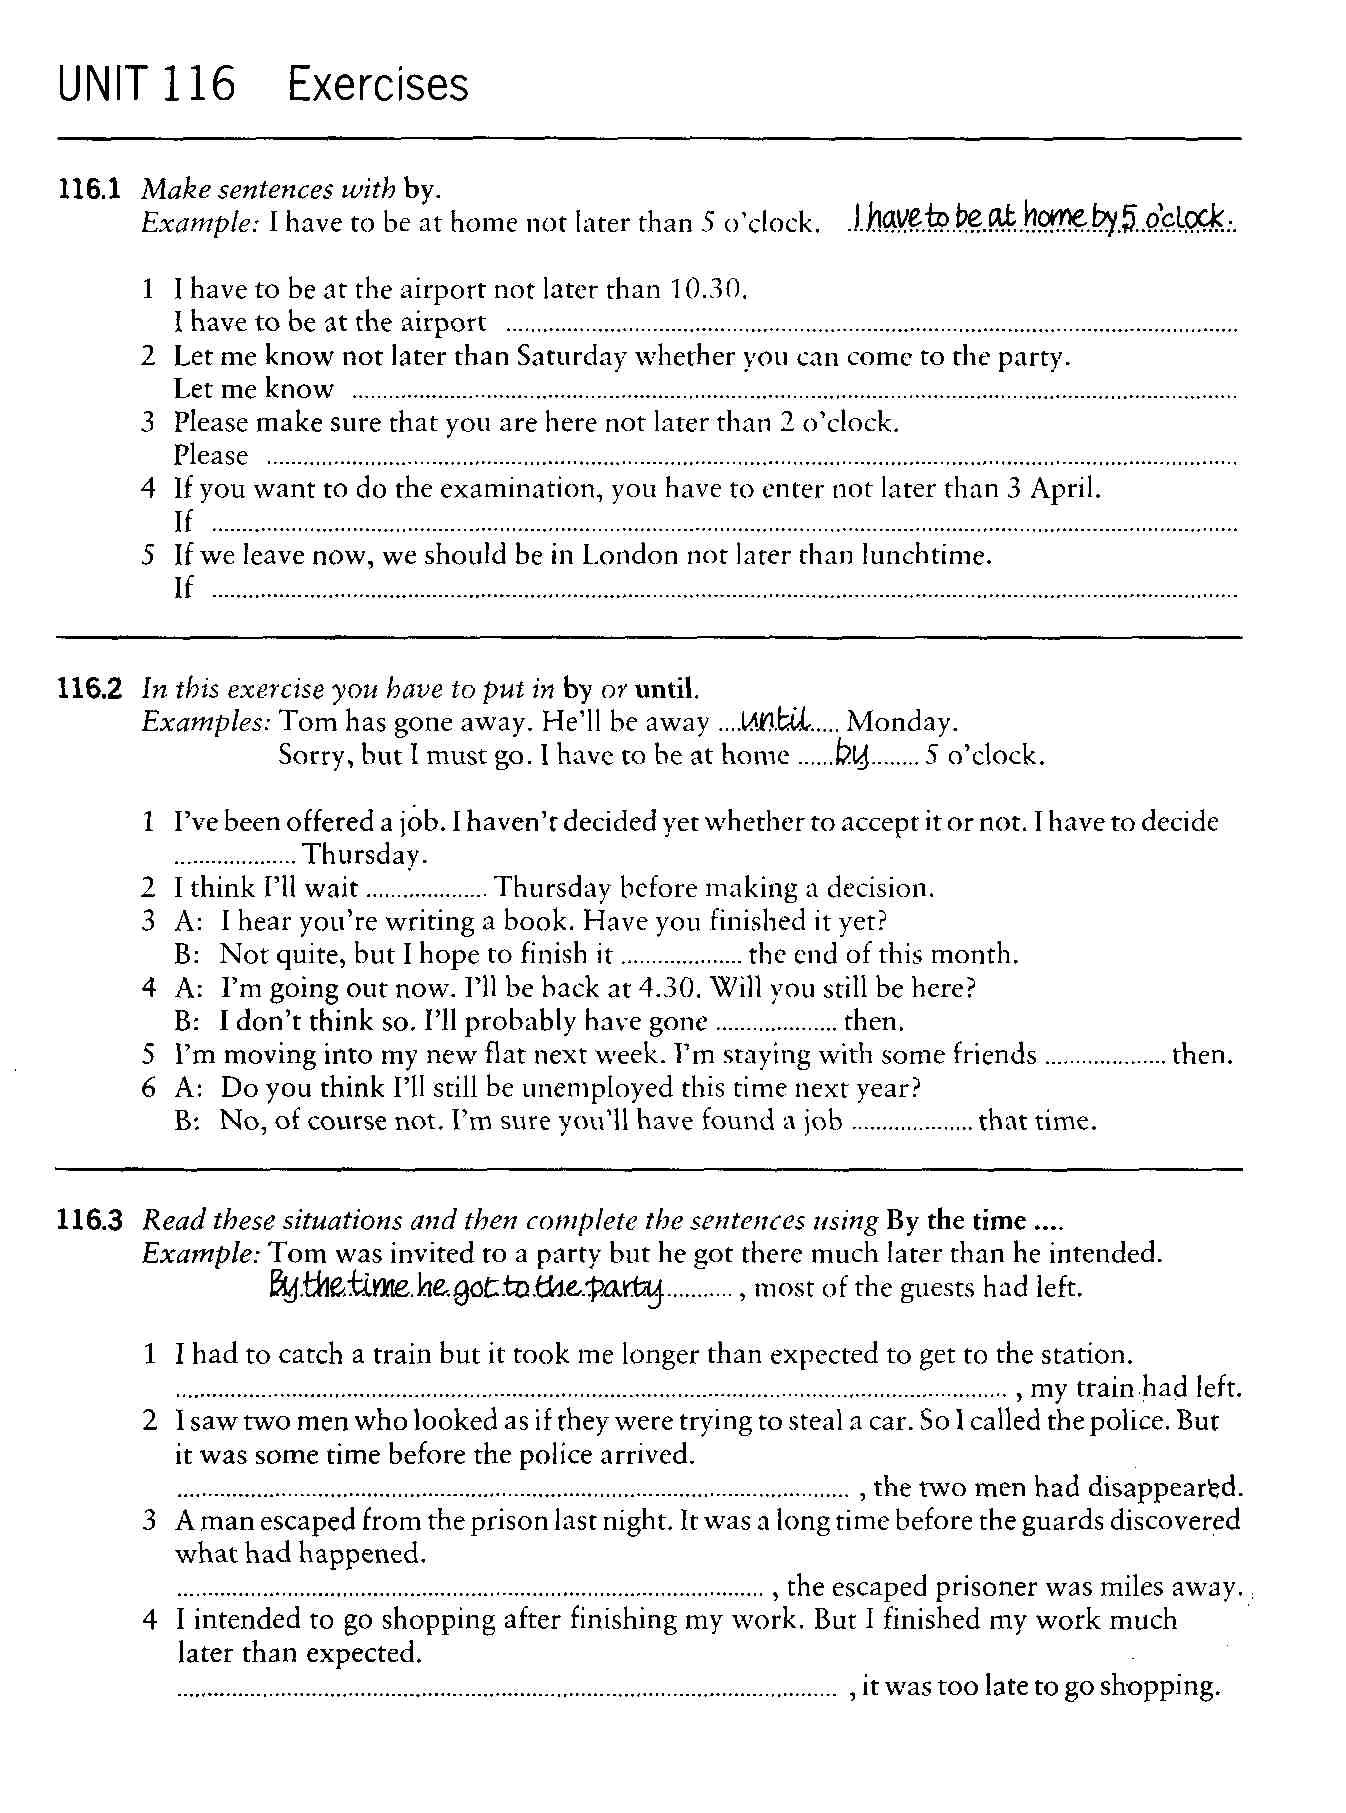 UNIT 116 Exercises
116.1 Make sentences with by.
Example: I have to be at home not later than 5 o'clock. I have to be at home by 5 o'clock.
1 I have to be at the airport not later than 10.30.
I have to be at the airport ....................
2 Let me know not later than Saturday whether you can come to the party.
Let me know ....................
3 Please make sure that you are here not later than 2 o'clock.
Please ....................
4 If you want to do the examination, you have to enter not later than 3 April.
If ....................
5 If we leave now, we should be in London not later than lunchtime.
If ....................
116.2 In this exercise you have to put in by or until.
Examples: Tom has gone away. He'll be away ....until..... Monday.
Sorry, but I must go. I have to be at home ......by........ 5 o'clock.
1 I've been offered a job. I haven't decided yet whether to accept it or not. I have to decide
.................... Thursday.
2 I think I'll wait .................... Thursday before making a decision.
3 A: I hear you're writing a book. Have you finished it yet?
B: Not quite, but I hope to finish it .................... the end of this month.
4 A: I'm going out now. I'll be back at 4.30. Will you still be here?
B: I don't think so. I'll probably have gone .................... then.
5 I'm moving into my new flat next week. I'm staying with some friends .................... then.
6 A: Do you think I'll still be unemployed this time next year?
B: No, of course not. I'm sure you'll have found a job .................... that time.
116.3 Read these situations and then complete the sentences using By the time ....
Example: Tom was invited to a party but he got there much later than he intended.
By the time he got to the party ..........., most of the guests had left.
1 I had to catch a train but it took me longer than expected to get to the station.
...................., my train had left.
2 I saw two men who looked as if they were trying to steal a car. So I called the police. But
it was some time before the police arrived.
...................., the two men had disappeared.
3 A man escaped from the prison last night. It was a long time before the guards discovered
what had happened.
...................., the escaped prisoner was miles away.
4 I intended to go shopping after finishing my work. But I finished my work much
later than expected.
...................., it was too late to go shopping.